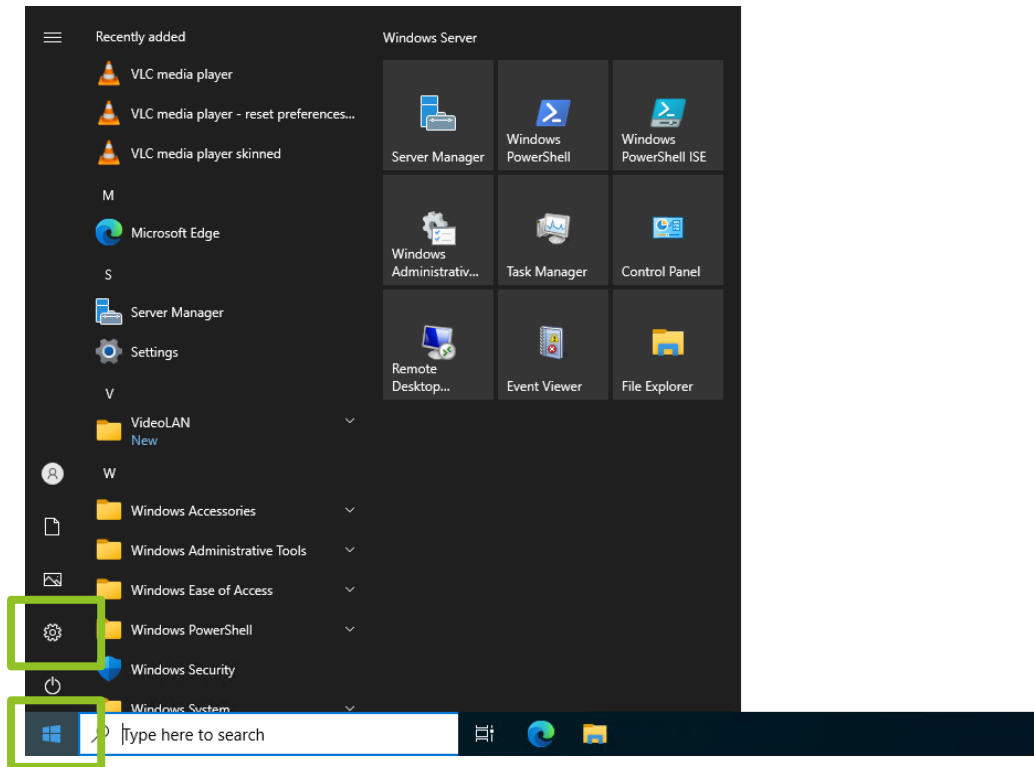 Recently added
VLC media player
VLC media player - reset preferences...
VLC media player skinned
M
Microsoft Edge
S
Server Manager
Settings
V
VideoLAN
New
W
Windows Accessories
Windows Administrative Tools
Windows Ease of Access
Windows PowerShell
Windows Security
Windows System
Windows Server
Server Manager
Windows
PowerShell
Windows
PowerShell ISE
Windows
Administrativ...
Task Manager
Control Panel
Remote
Desktop...
Event Viewer
File Explorer
Type here to search